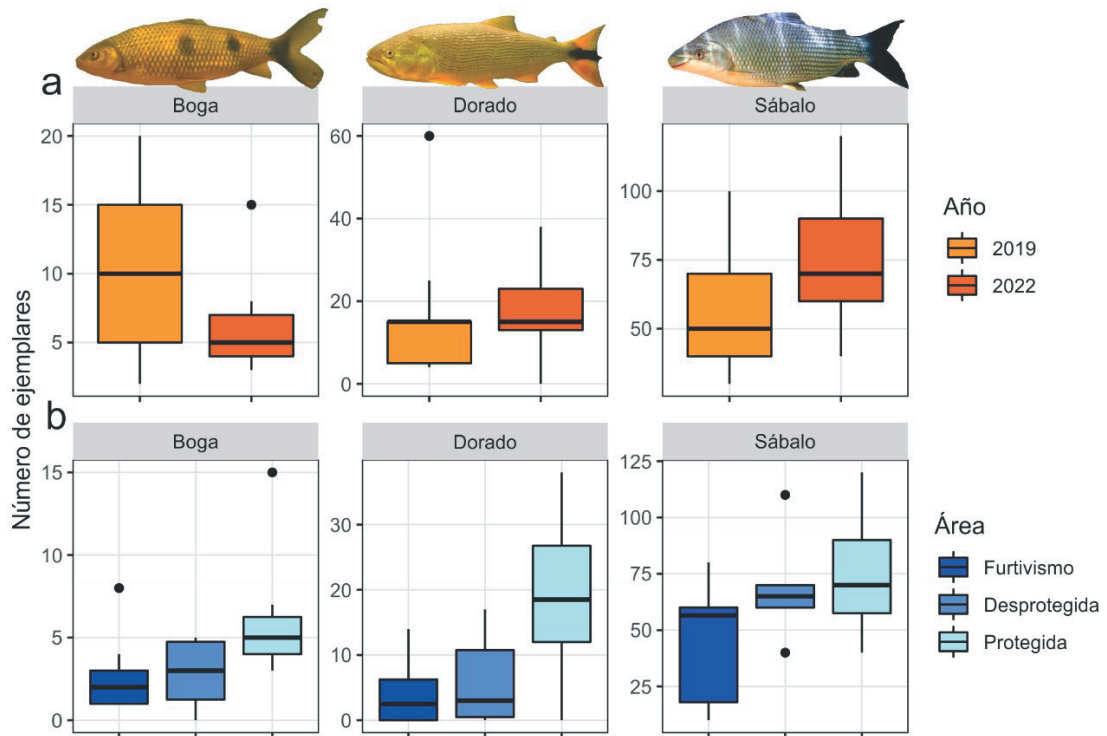 a
Boga
Dorado
Sábalo
20
15
10
5
60
40
20
0
100
75
50
Año
2019
2022
Número de ejemplares
b
Boga
Dorado
Sábalo
15
10
5
0
30
20
10
0
125
100
75
50
25
Área
Furtivismo
Desprotegida
Protegida